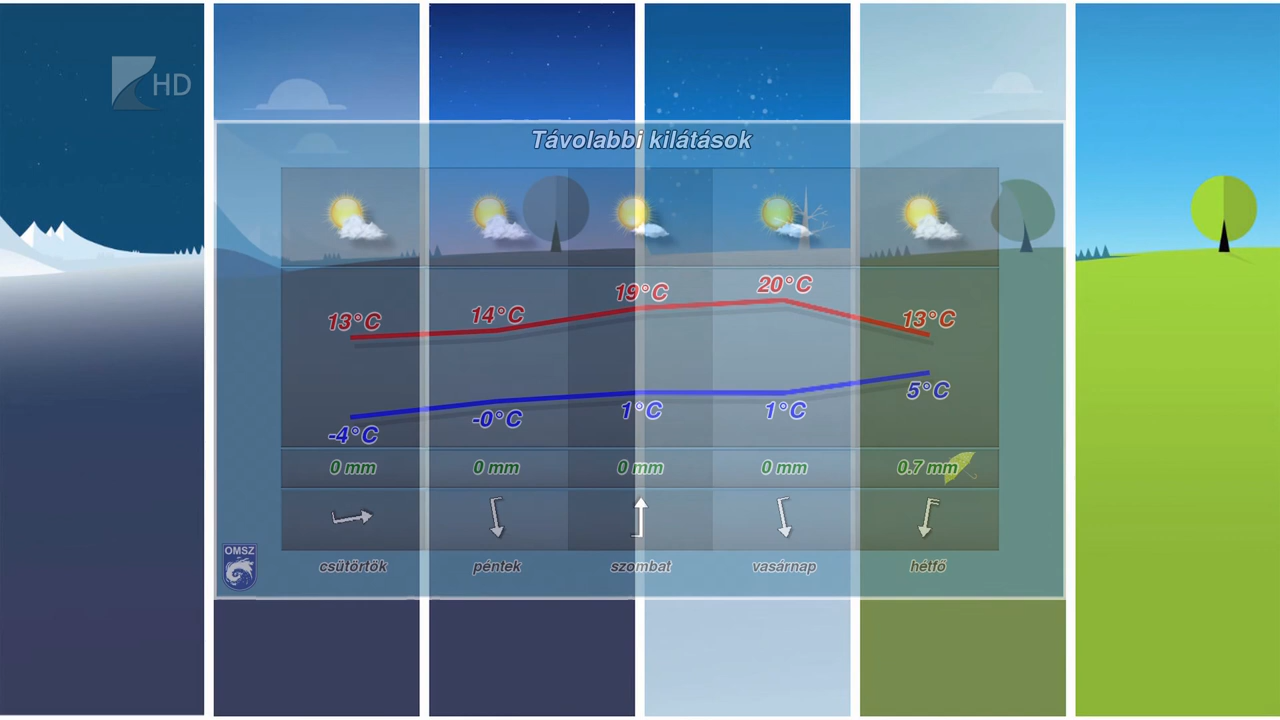 HD
Távolabbi kilátások
13°C 14°C 19°C 20°C 13°C
-4°C -0°C 1°C 1°C 5°C
0 mm 0 mm 0 mm 0 mm 0.7 mm
OMSZ
csütörtök péntek szombat vasárnap hétfő